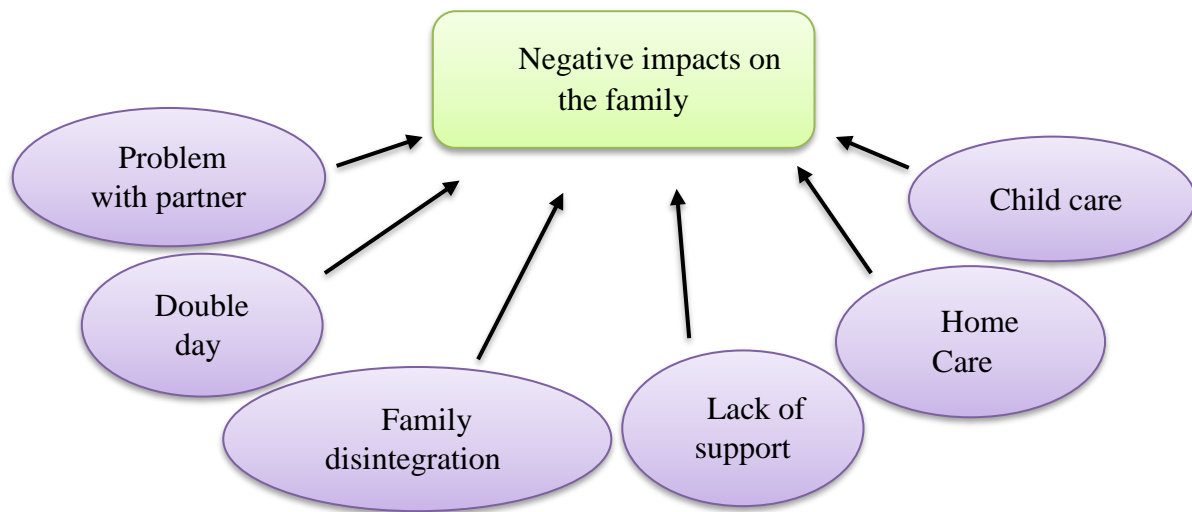 Negative impacts on
the family
Problem
with partner
Double
day
Family
disintegration
Lack of
support
Home
Care
Child care